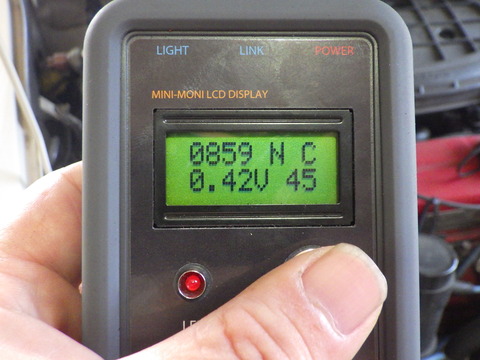 LIGHT LINK POWER
MINI-MONI LCD DISPLAY
0859 N C
0.42V 45